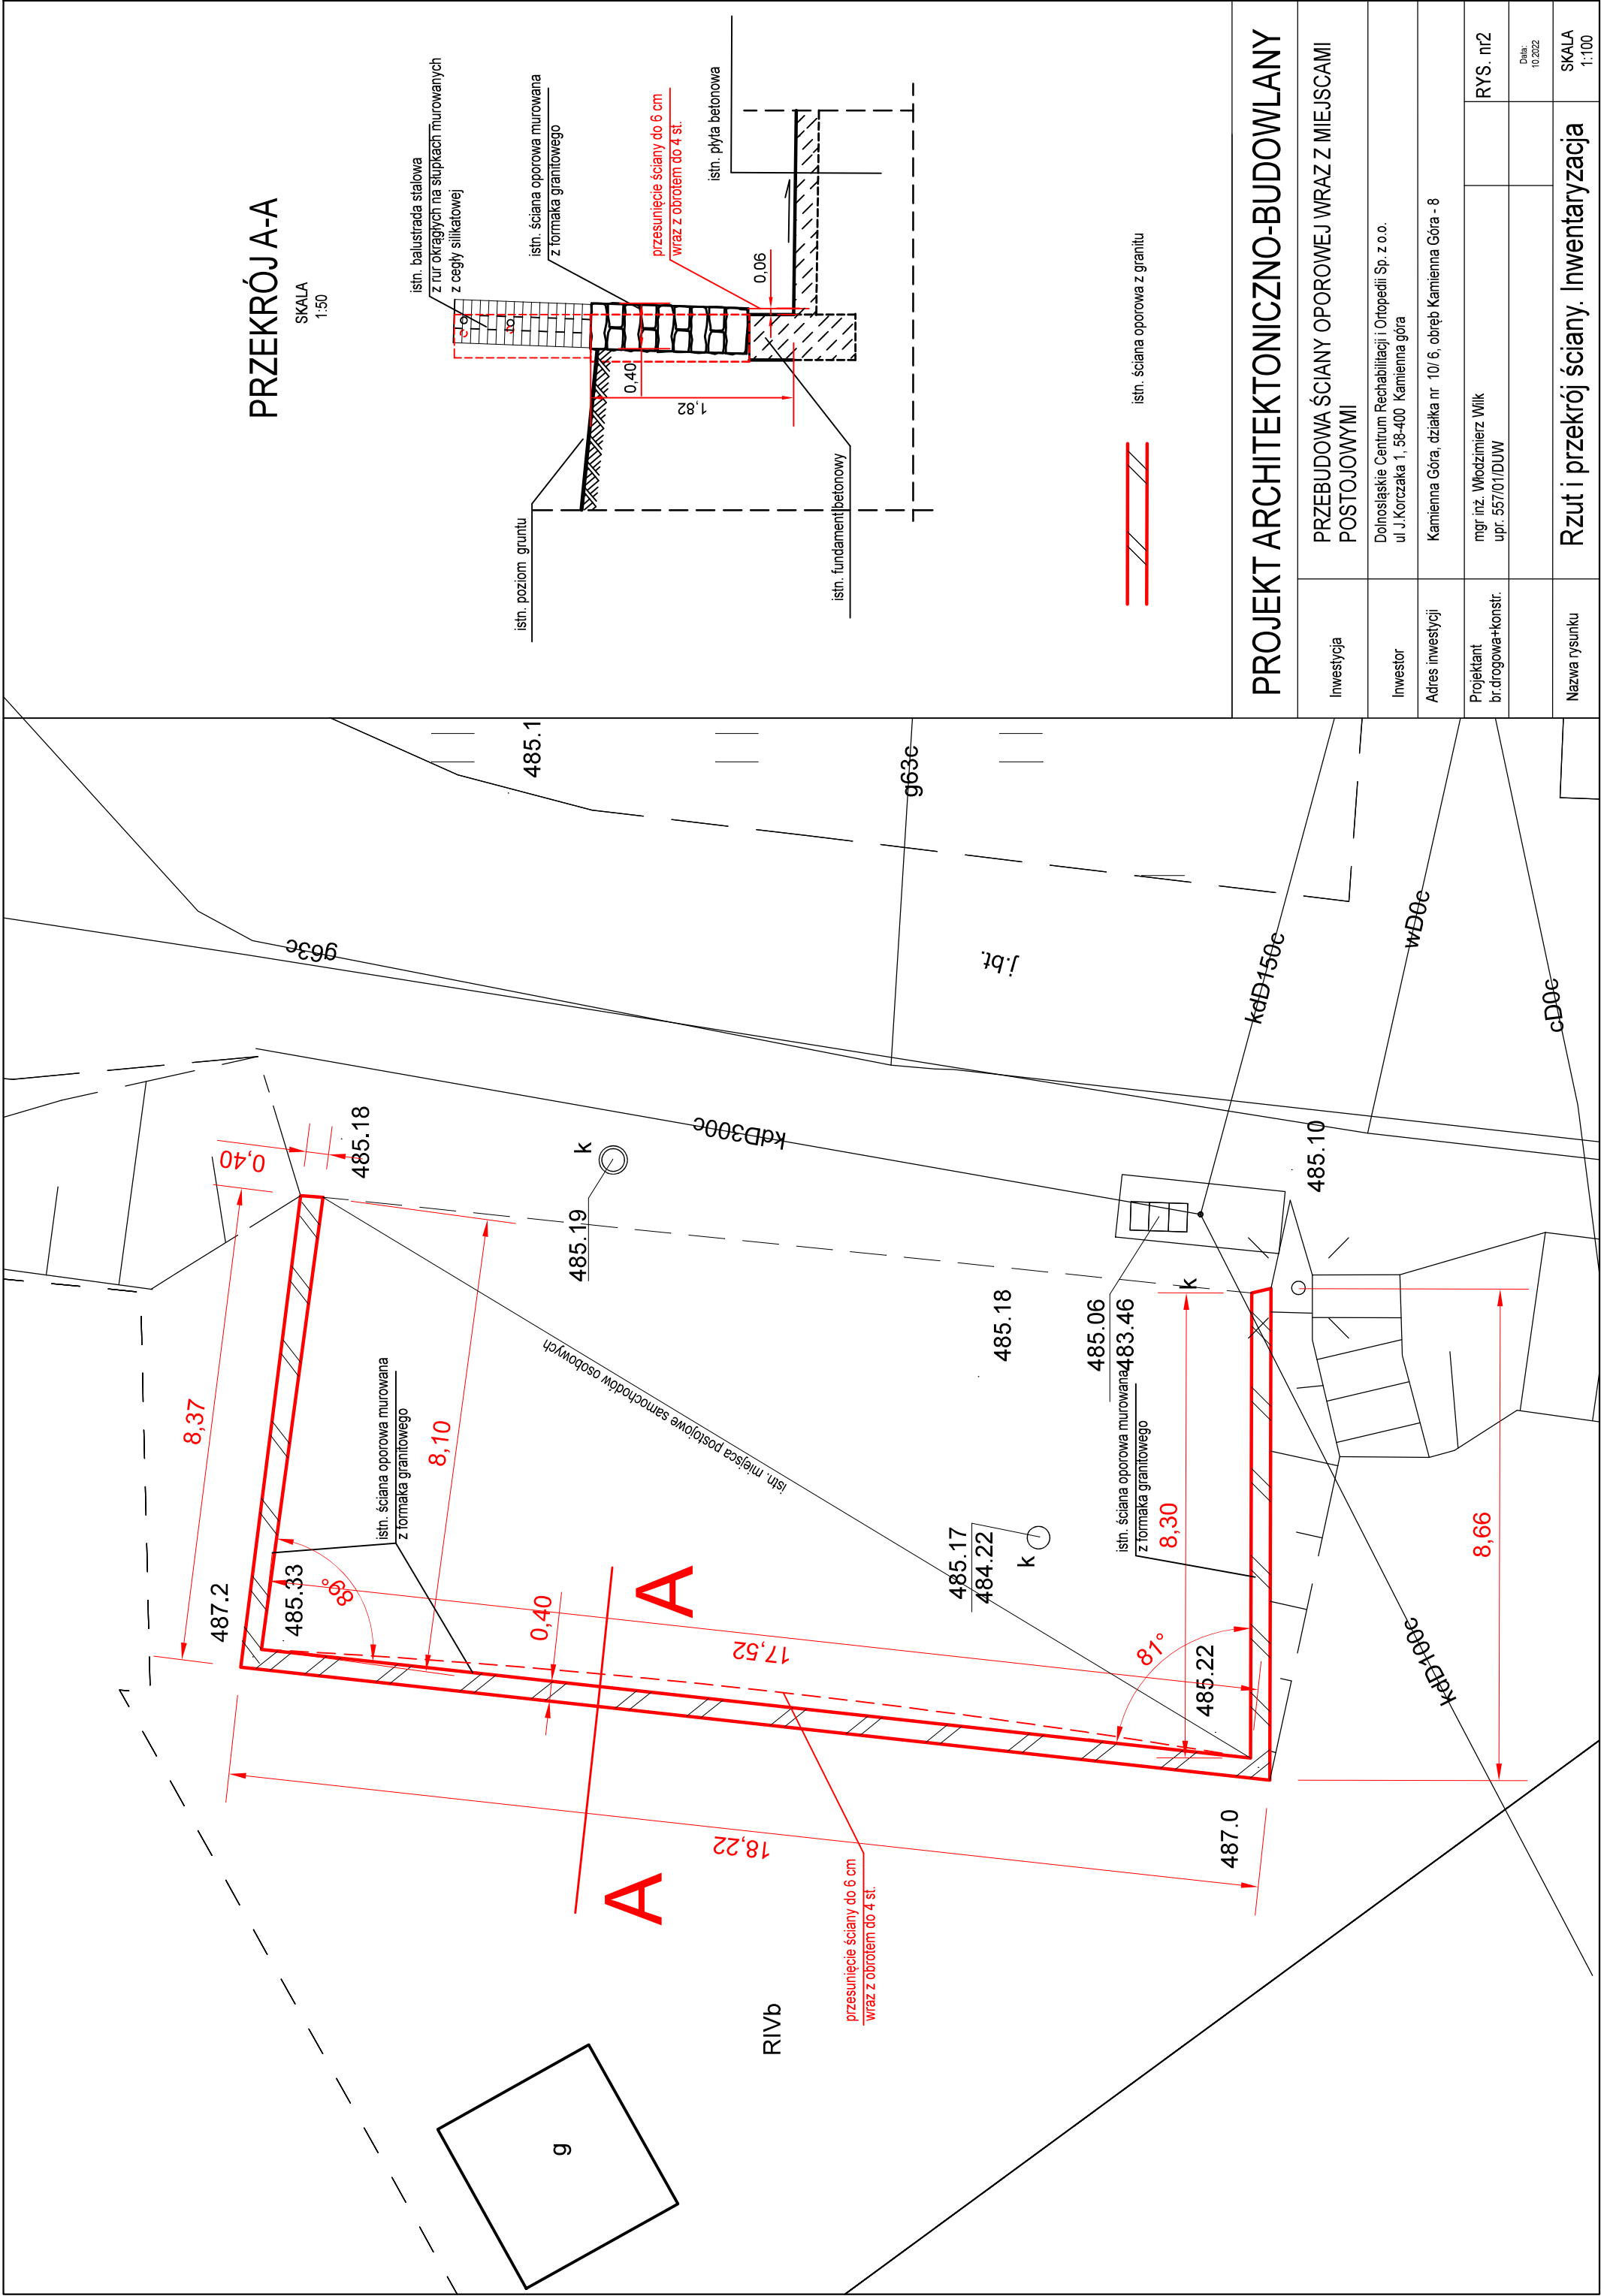 PRZEKRÓJ A-A
SKALA
1:50
istn. balustrada stalowa
z rur okrągłych na słupkach murowanych
z cegły silikatowej
istn. ściana oporowa murowana
z formaka granitowego
przesunięcie ściany do 6 cm
wraz z obrotem do 4 st.
istn. płyta betonowa
0,06
0,40
1,82
istn. poziom gruntu
istn. fundament betonowy
istn. ściana oporowa z granitu
PROJEKT ARCHITEKTONICZNO-BUDOWLANY
Inwestycja
PRZEBUDOWA ŚCIANY OPOROWEJ WRAZ Z MIEJSCAMI
POSTOJOWYMI
Inwestor
Dolnosląskie Centrum Rechabilitacji i Ortopedii Sp. z o.o.
ul J.Korczaka 1, 58-400 Kamienna góra
Adres inwestycji
Kamienna Góra, działka nr 10/ 6, obręb Kamienna Góra - 8
Projektant
br.drogowa+konstr.
mgr inż. Włodzimierz Wilk
upr. 557/01/DUW
RYS. nr2
Data:
10.2022
Nazwa rysunku
Rzut i przekrój ściany. Inwentaryzacja
SKALA
1:100
485.1
g63c
g63c
j.bt.
kdD150c
wD0c
cD0c
kdD300c
0,40
485.18
k
485.19
485.10
8,37
8,10
istn. ściana oporowa murowana
z formaka granitowego
istn. miejsca postojowe samochodów osobowych
485.18
485.06
483.46
k
istn. ściana oporowa murowana
z formaka granitowego
8,30
8,66
487.2
485.33
89°
0,40
A
17,52
485.17
484.22
k
81°
485.22
kdD100c
18,22
487.0
A
przesunięcie ściany do 6 cm
wraz z obrotem do 4 st.
RIVb
g